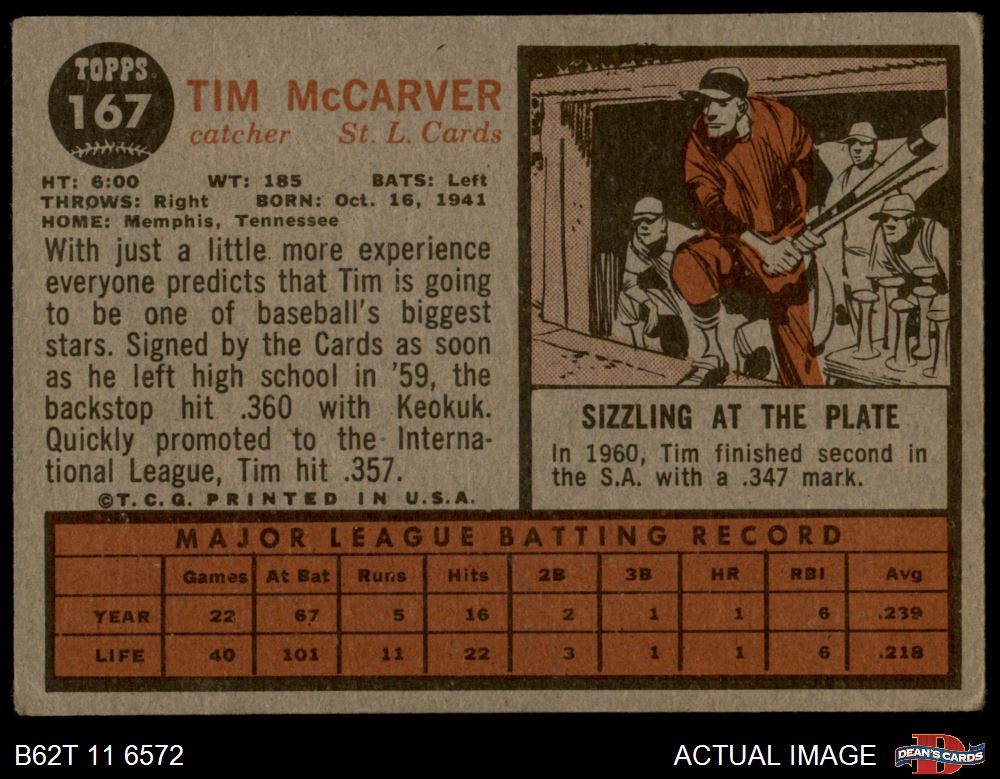 TOPPS
167
TIM McCARVER
catcher St. L. Cards
HT: 6:00 WT: 185 BATS: Left
THROWS: Right BORN: Oct. 16, 1941
HOME: Memphis, Tennessee
With just a little more experience
everyone predicts that Tim is going
to be one of baseball's biggest
stars. Signed by the Cards as soon
as he left high school in '59, the
backstop hit .360 with Keokuk.
Quickly promoted to the Interna-
tional League, Tim hit .357.
©T.C.G. PRINTED IN U.S.A.
SIZZLING AT THE PLATE
In 1960, Tim finished second in
the S.A. with a .347 mark.
MAJOR LEAGUE BATTING RECORD
Games At Bat Runs Hits 2B 3B HR RBI Avg
YEAR 22 67 5 16 2 1 1 6 .239
LIFE 40 101 11 22 3 1 1 6 .218
B62T 11 6572
ACTUAL IMAGE
D
DEAN'S CARDS